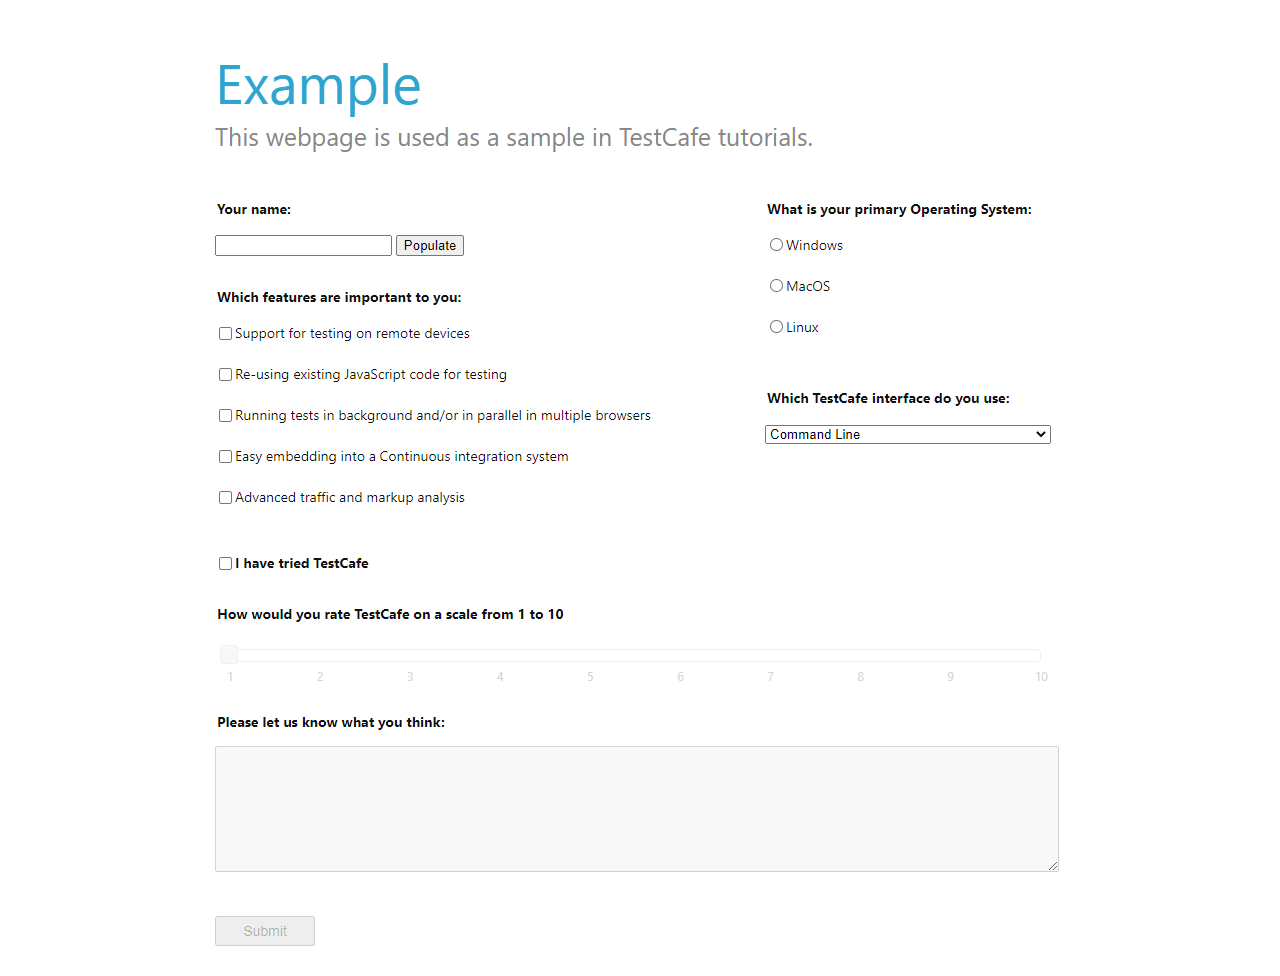 Example
This webpage is used as a sample in TestCafe tutorials.
Your name:
Populate
Which features are important to you:
Support for testing on remote devices
Re-using existing JavaScript code for testing
Running tests in background and/or in parallel in multiple browsers
Easy embedding into a Continuous integration system
Advanced traffic and markup analysis
What is your primary Operating System:
Windows
MacOS
Linux
Which TestCafe interface do you use:
Command Line
I have tried TestCafe
How would you rate TestCafe on a scale from 1 to 10
1 2 3 4 5 6 7 8 9 10
Please let us know what you think:
Submit